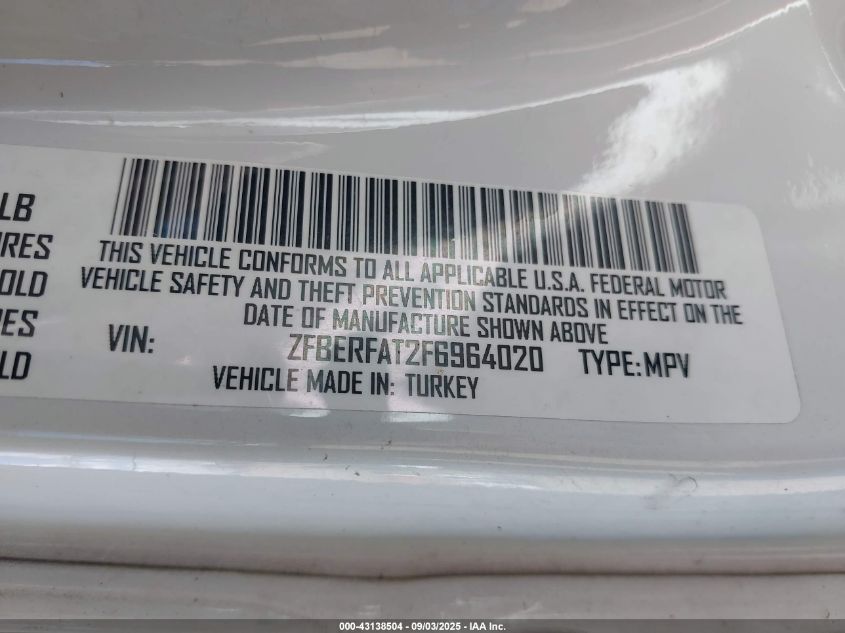 LB
IRES
OLD
PES
LD
THIS VEHICLE CONFORMS TO ALL APPLICABLE U.S.A. FEDERAL MOTOR
VEHICLE SAFETY AND THEFT PREVENTION STANDARDS IN EFFECT ON THE
DATE OF MANUFACTURE SHOWN ABOVE
VIN: ZFBERFAT2F6964020 TYPE:MPV
VEHICLE MADE IN: TURKEY
000-43138504 - 09/03/2025 - IAA Inc.